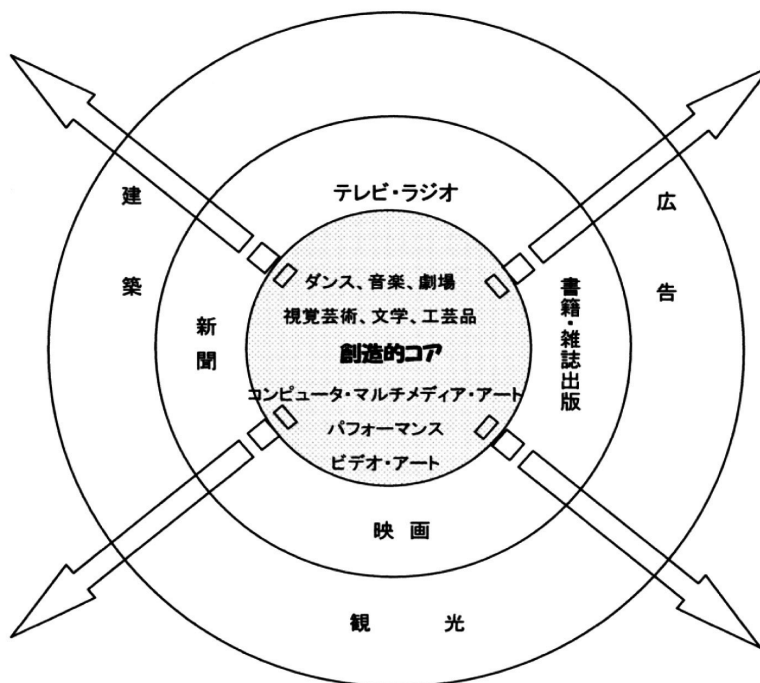 建築
広告
テレビ・ラジオ
新聞
書籍・雑誌出版
ダンス、音楽、劇場
視覚芸術、文学、工芸品
創造的コア
コンピュータ・マルチメディア・アート
パフォーマンス
ビデオ・アート
映画
観光